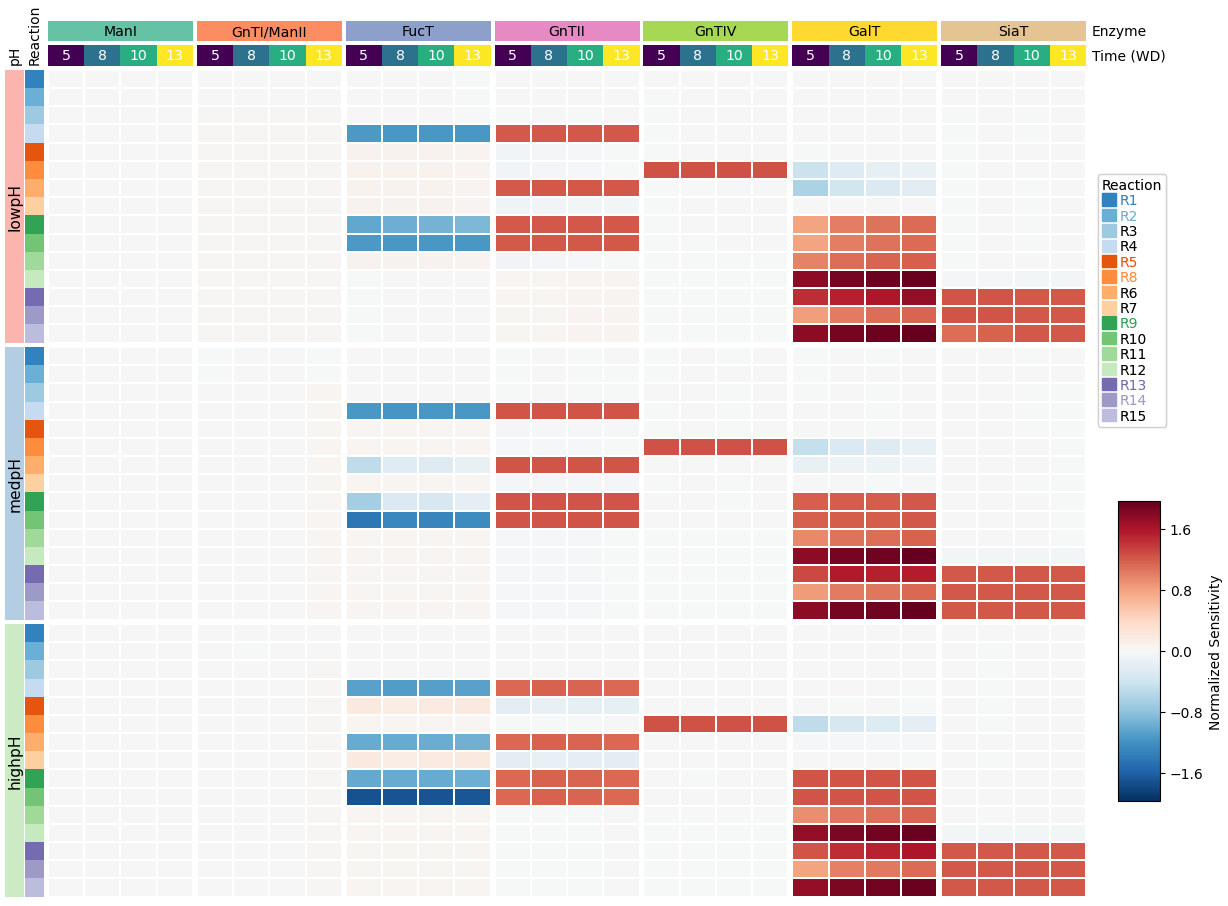 pH
Reaction
ManI GnTI/ManII FucT GnTII GnTIV GalT SiaT Enzyme
5 8 10 13 5 8 10 13 5 8 10 13 5 8 10 13 5 8 10 13 5 8 10 13 5 8 10 13 Time (WD)
lowpH
medpH
highpH
Reaction
R1
R2
R3
R4
R5
R8
R6
R7
R9
R10
R11
R12
R13
R14
R15
1.6
0.8
0.0
−0.8
−1.6
Normalized Sensitivity